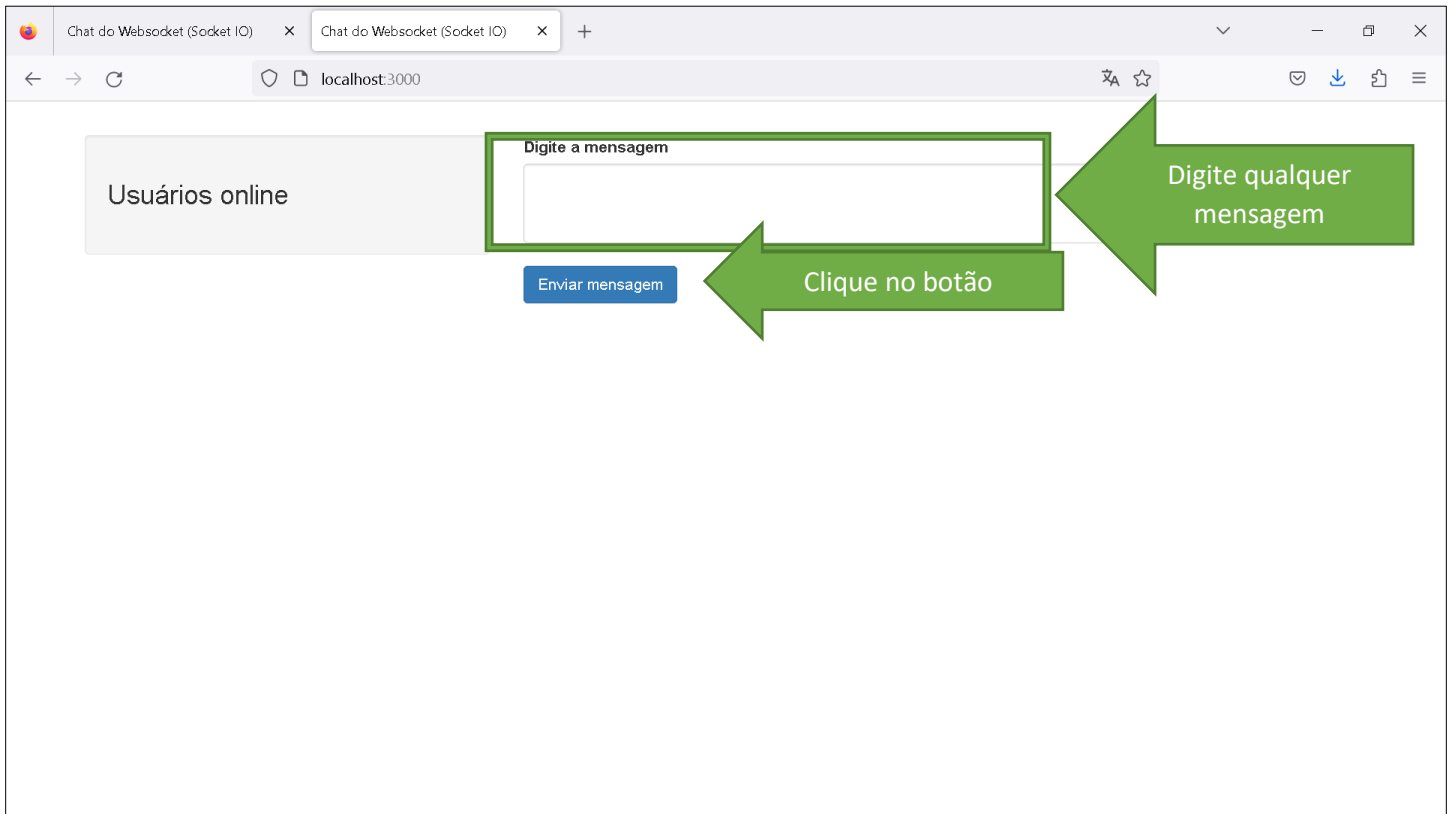 Chat do Websocket (Socket IO)
Chat do Websocket (Socket IO)
localhost:3000
Usuários online
Digite a mensagem
Digite qualquer
mensagem
Enviar mensagem
Clique no botão